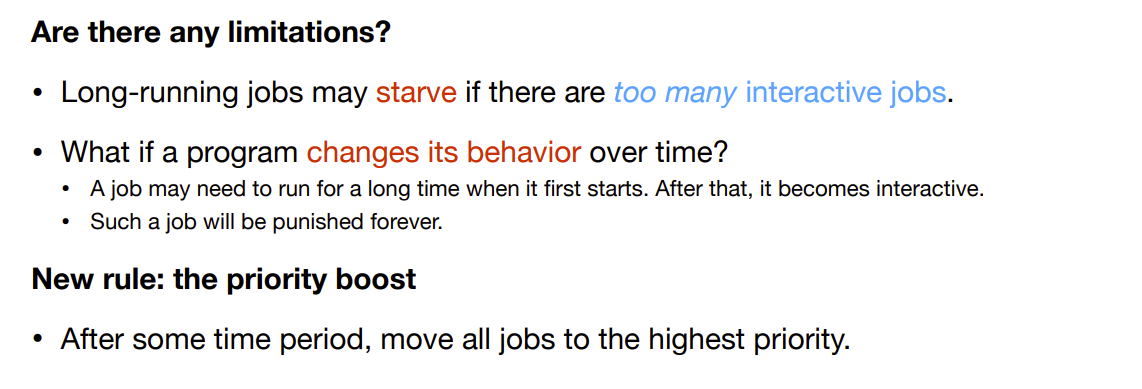 Are there any limitations?
• Long-running jobs may starve if there are too many interactive jobs.
• What if a program changes its behavior over time?
• A job may need to run for a long time when it first starts. After that, it becomes interactive.
• Such a job will be punished forever.
New rule: the priority boost
• After some time period, move all jobs to the highest priority.